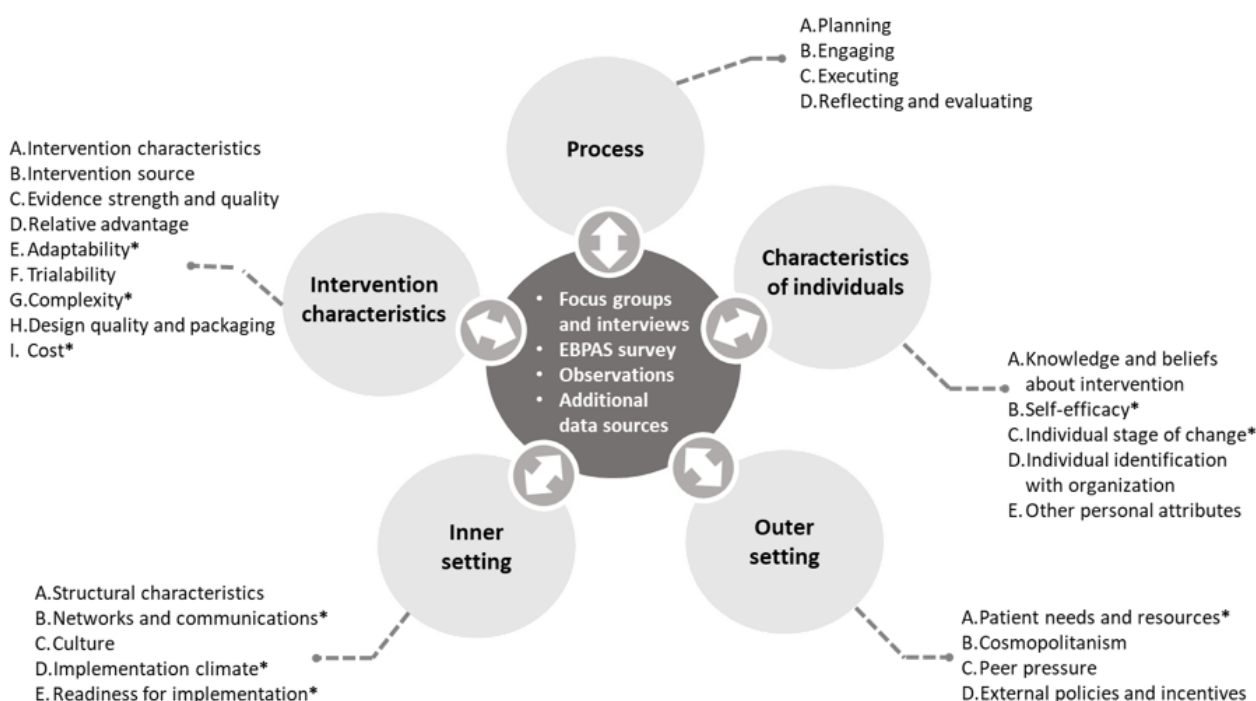 A.Planning
B.Engaging
C.Executing
D.Reflecting and evaluating
Process
A.Intervention characteristics
B.Intervention source
C.Evidence strength and quality
D.Relative advantage
E. Adaptability*
F. Trialability
G.Complexity*
H.Design quality and packaging
I. Cost*
Intervention
characteristics
Characteristics
of individuals
• Focus groups
and interviews
• EBPAS survey
• Observations
• Additional
data sources
A.Knowledge and beliefs
about intervention
B.Self-efficacy*
C.Individual stage of change*
D.Individual identification
with organization
E. Other personal attributes
Inner
setting
Outer
setting
A.Structural characteristics
B.Networks and communications*
C.Culture
D.Implementation climate*
E. Readiness for implementation*
A.Patient needs and resources*
B.Cosmopolitanism
C.Peer pressure
D.External policies and incentives